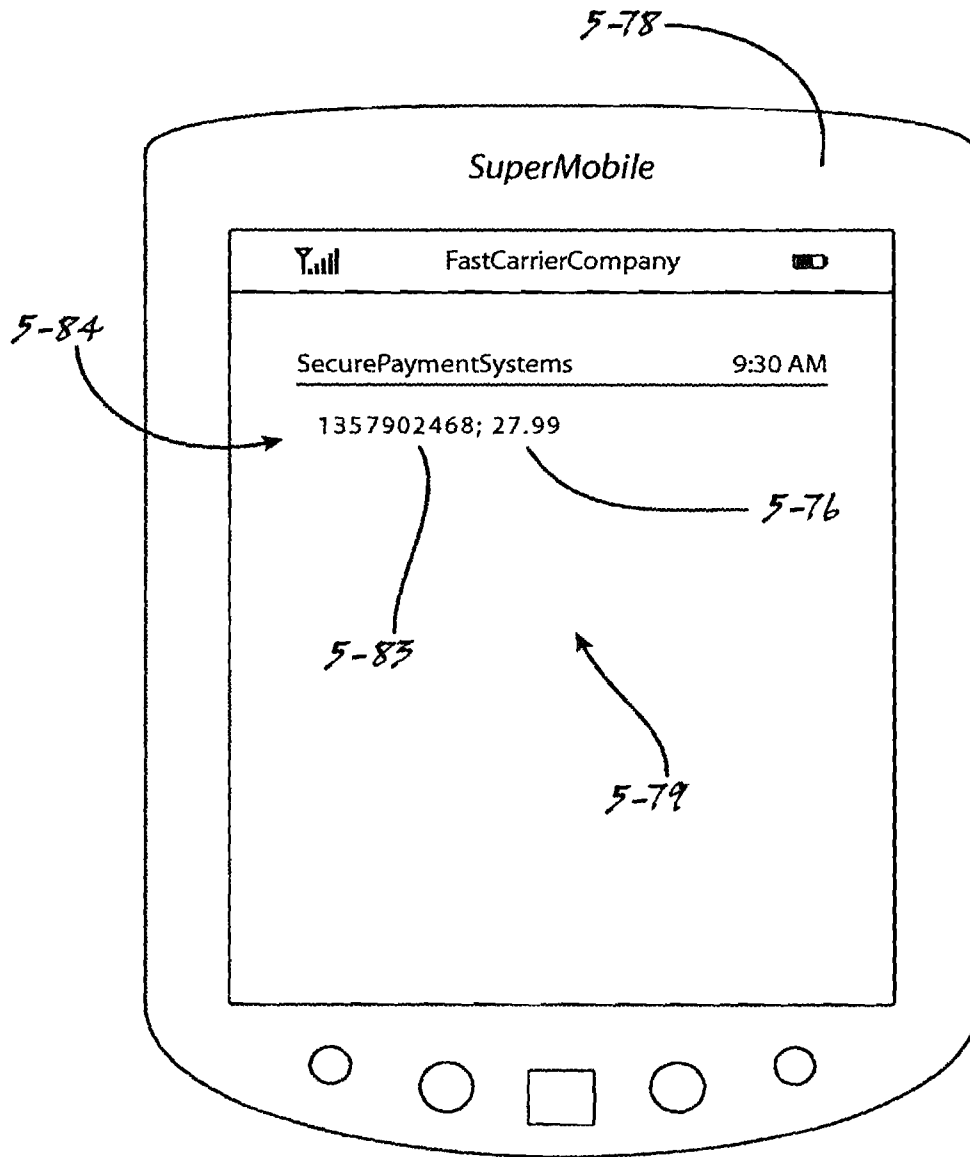 5-78
SuperMobile
FastCarrierCompany
5-84
SecurePaymentSystems 9:30 AM
1357902468; 27.99
5-76
5-83
5-79